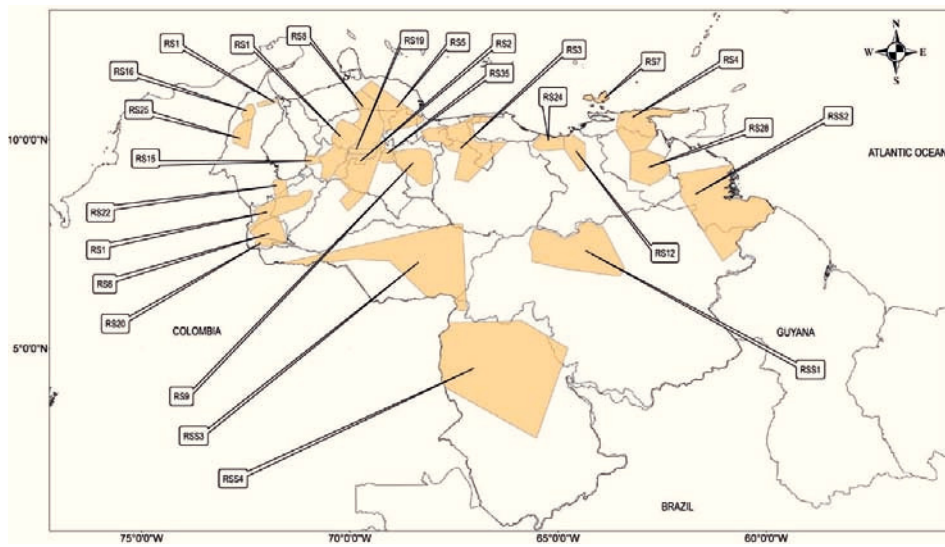 N
W E
S
RS8
RS19
RS1
RS1
RS5
RS2
RS3
RS7
RS4
RS16
RS35
RS24
RS25
RS28
RSS2
10°0'0"N
ATLANTIC OCEAN
RS15
RS22
RS1
RS12
RS6
RS20
COLOMBIA
GUYANA
5°0'0"N
RSS1
RS9
RSS3
RSS4
BRAZIL
75°0'0"W
70°0'0"W
65°0'0"W
60°0'0"W